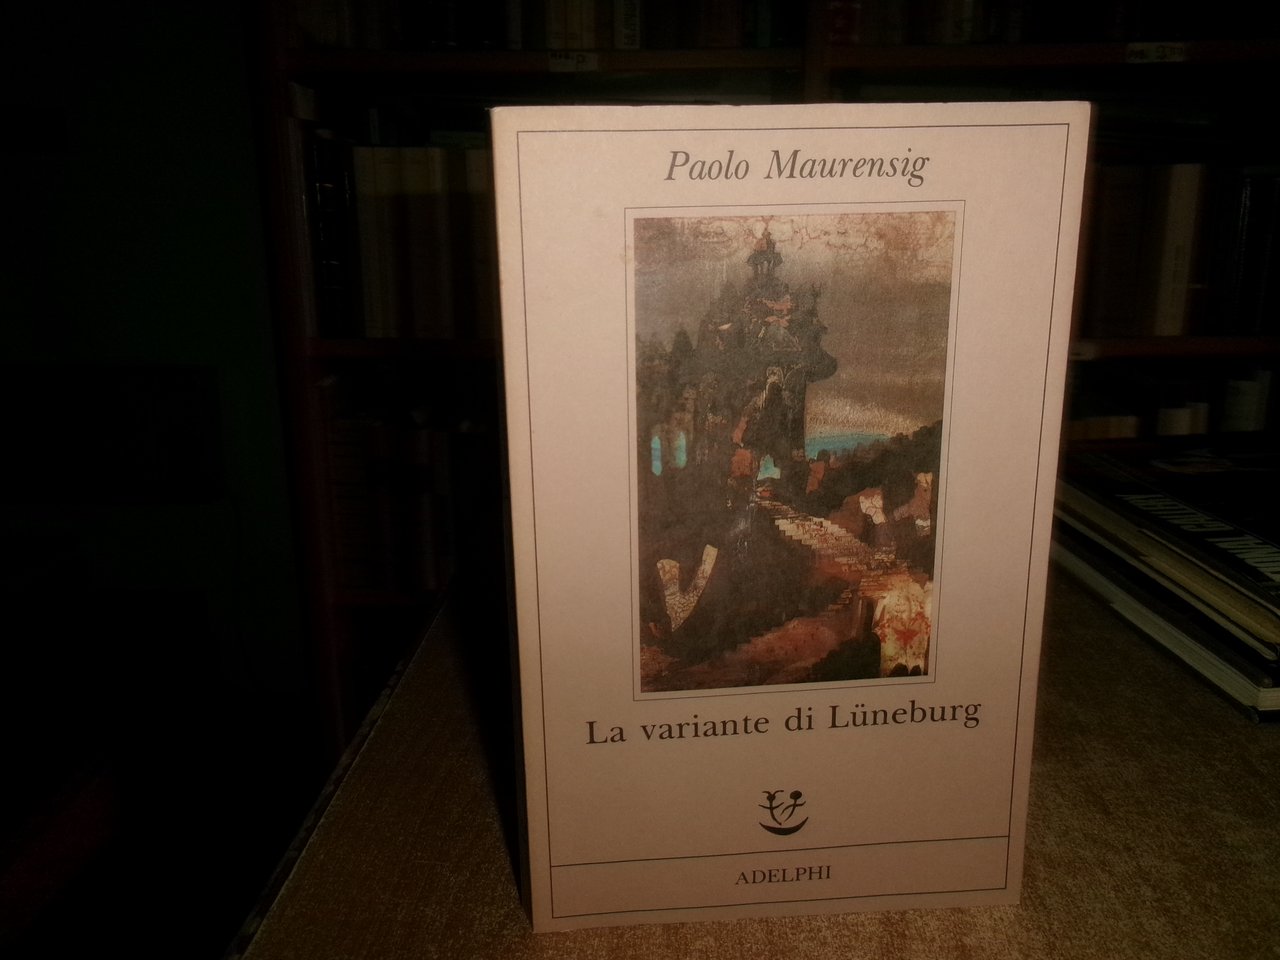 Paolo Maurensig
La variante di Lüneburg
ADELPHI